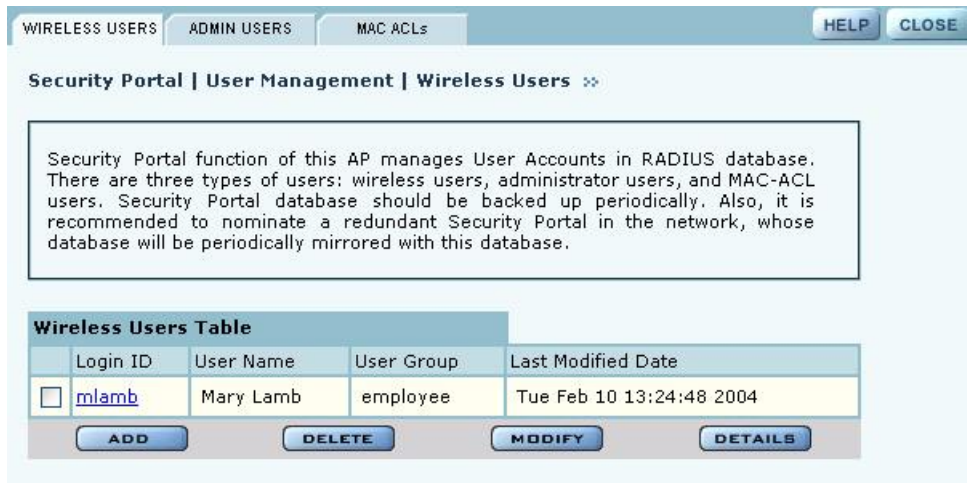 WIRELESS USERS ADMIN USERS MAC ACLs HELP CLOSE
Security Portal | User Management | Wireless Users »
Security Portal function of this AP manages User Accounts in RADIUS database.
There are three types of users: wireless users, administrator users, and MAC-ACL
users. Security Portal database should be backed up periodically. Also, it is
recommended to nominate a redundant Security Portal in the network, whose
database will be periodically mirrored with this database.
Wireless Users Table
Login ID User Name User Group Last Modified Date
mlamb Mary Lamb employee Tue Feb 10 13:24:48 2004
ADD DELETE MODIFY DETAILS